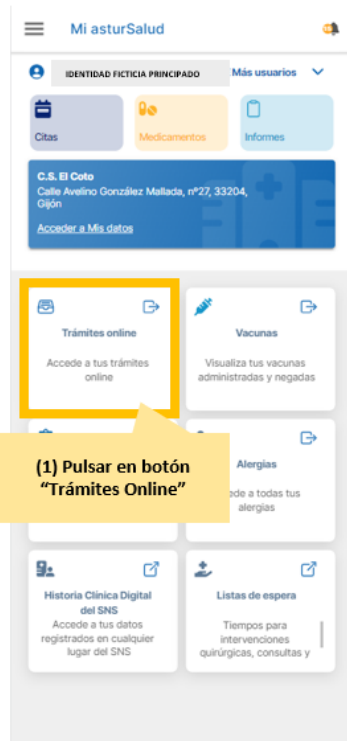 Mi asturSalud
IDENTIDAD FICTICIA PRINCIPADO
Más usuarios
Citas
Medicamentos
Informes
C.S. El Coto
Calle Avelino González Mallada, nº27, 33204,
Gijón
Acceder a Mis datos
Trámites online
Accede a tus trámites
online
Vacunas
Visualiza tus vacunas
administradas y negadas
(1) Pulsar en botón
“Trámites Online”
Alergias
ede a todas tus
alergias
Historia Clínica Digital
del SNS
Accede a tus datos
registrados en cualquier
lugar del SNS
Listas de espera
Tiempos para
intervenciones
quirúrgicas, consultas y